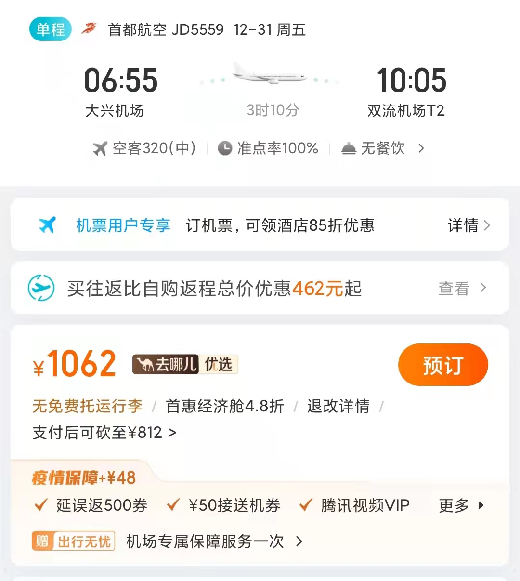 单程 首都航空 JD5559 12-31 周五
06:55 10:05
大兴机场 3时10分 双流机场T2
空客320(中) 准点率100% 无餐饮 >
机票用户专享 订机票，可领酒店85折优惠 详情 >
买往返比自购返程总价优惠462元起 查看 >
¥1062 去哪儿 优选 预订
无免费托运行李 / 首惠经济舱4.8折 / 退改详情 /
支付后可砍至¥812 >
疫情保障+¥48
延误返500券 ¥50接送机券 腾讯视频VIP 更多
赠 出行无忧 机场专属保障服务一次 >